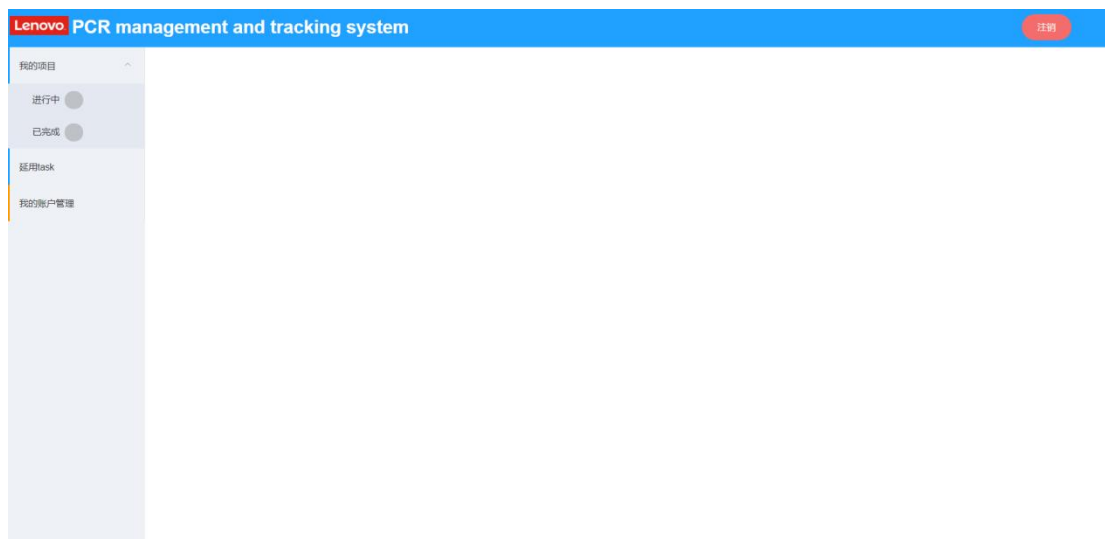 Lenovo PCR management and tracking system
注销
我的项目
进行中
已完成
延用task
我的账户管理